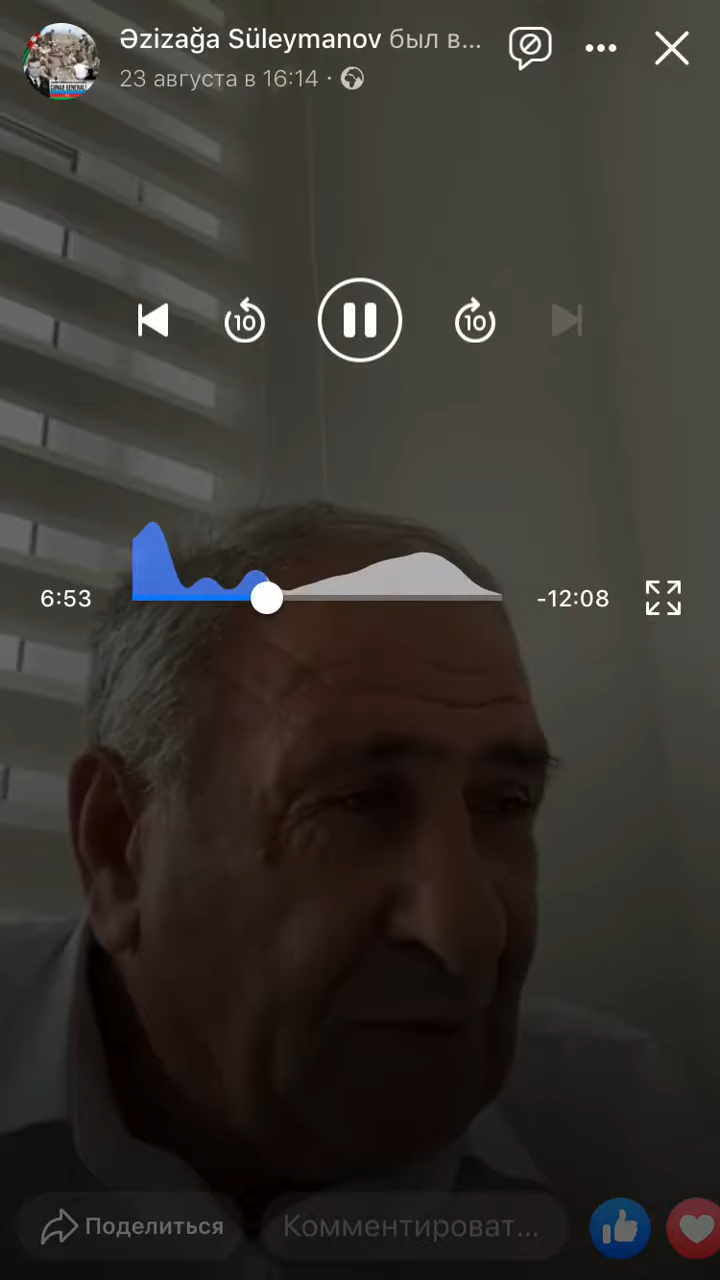 Əzizağa Süleymanov был в...
23 августа в 16:14 ·
10
10
6:53
-12:08
Поделиться
Комментироват...